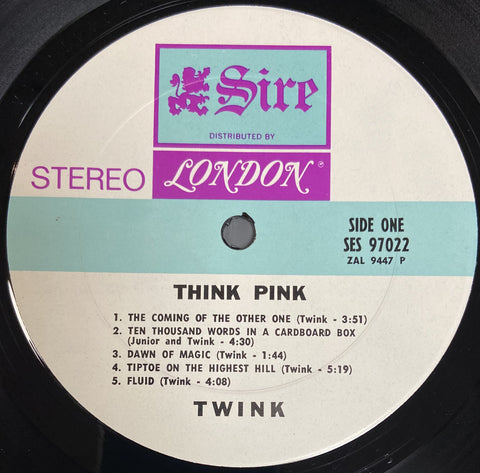 Sire
DISTRIBUTED BY
STEREO
LONDON®
SIDE ONE
SES 97022
ZAL 9447 P
THINK PINK
1. THE COMING OF THE OTHER ONE (Twink - 3:51)
2. TEN THOUSAND WORDS IN A CARDBOARD BOX
(Junior and Twink - 4:30)
3. DAWN OF MAGIC (Twink - 1:44)
4. TIPTOE ON THE HIGHEST HILL (Twink - 5:19)
5. FLUID (Twink - 4:08)
TWINK